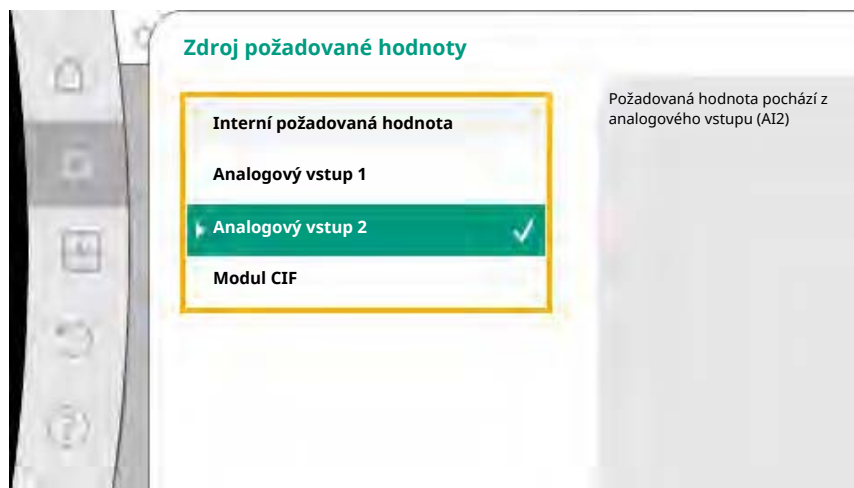 Zdroj požadované hodnoty
Interní požadovaná hodnota
Analogový vstup 1
Analogový vstup 2
Modul CIF
Požadovaná hodnota pochází z
analogového vstupu (AI2)